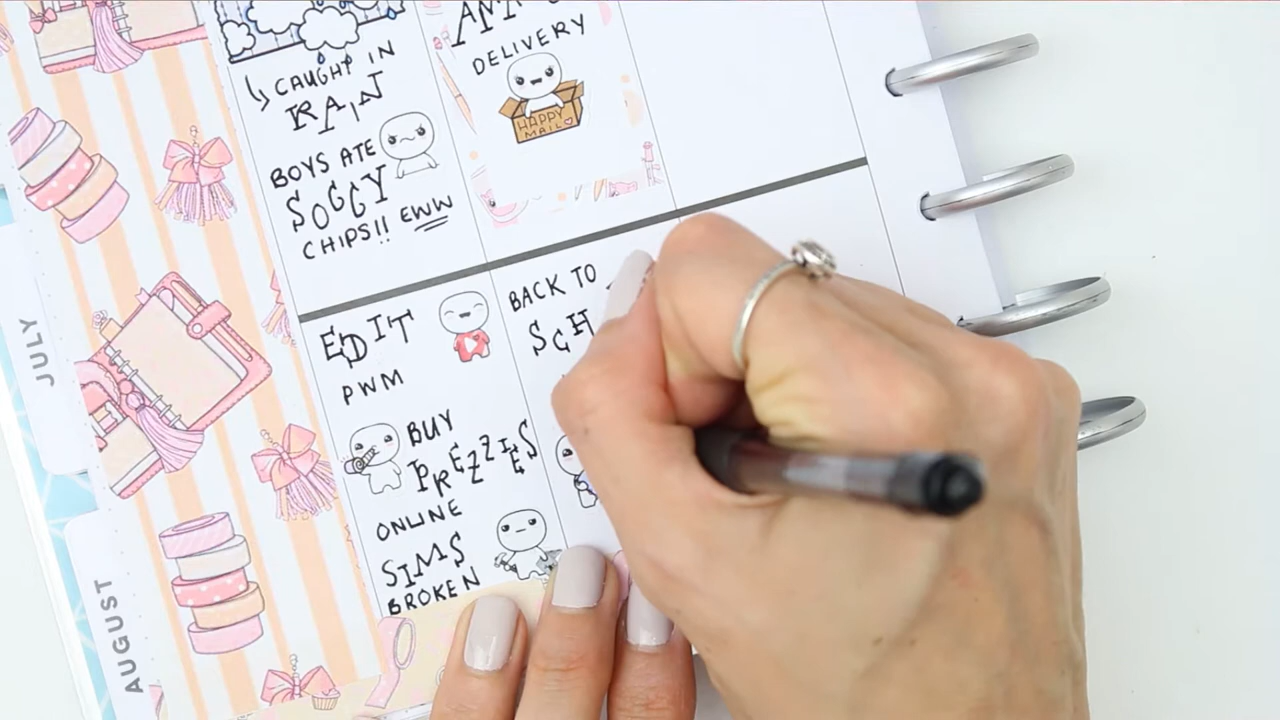 CAUGHT IN
RAIN
BOYS ATE
SOGGY
CHIPS!! EWW
DELIVERY
HAPPY
MAIL
EDIT
PWM
BUY
PREZZIES
ONLINE
SIMS
BROKEN
BACK TO
SCH
JULY
AUGUST